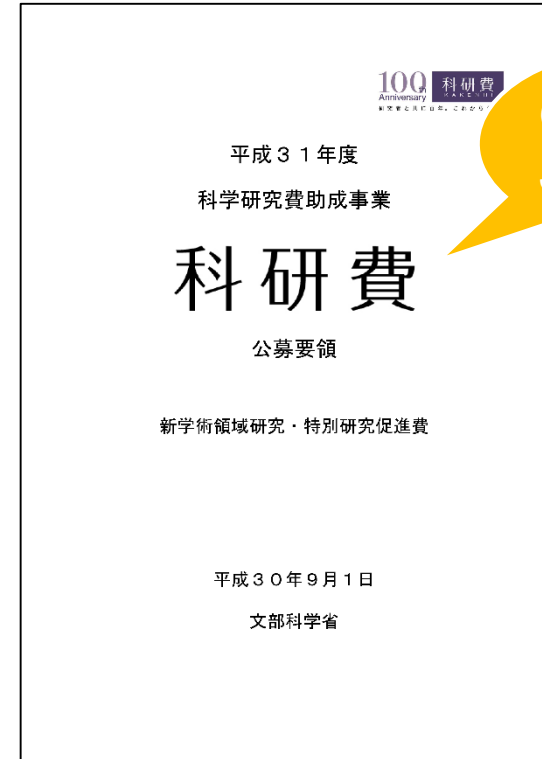 100th 科研費
Anniversary KAKENHI
平成３１年度
科学研究費助成事業
科研費
公募要領
新学術領域研究・特別研究促進費
平成３０年９月１日
文部科学省